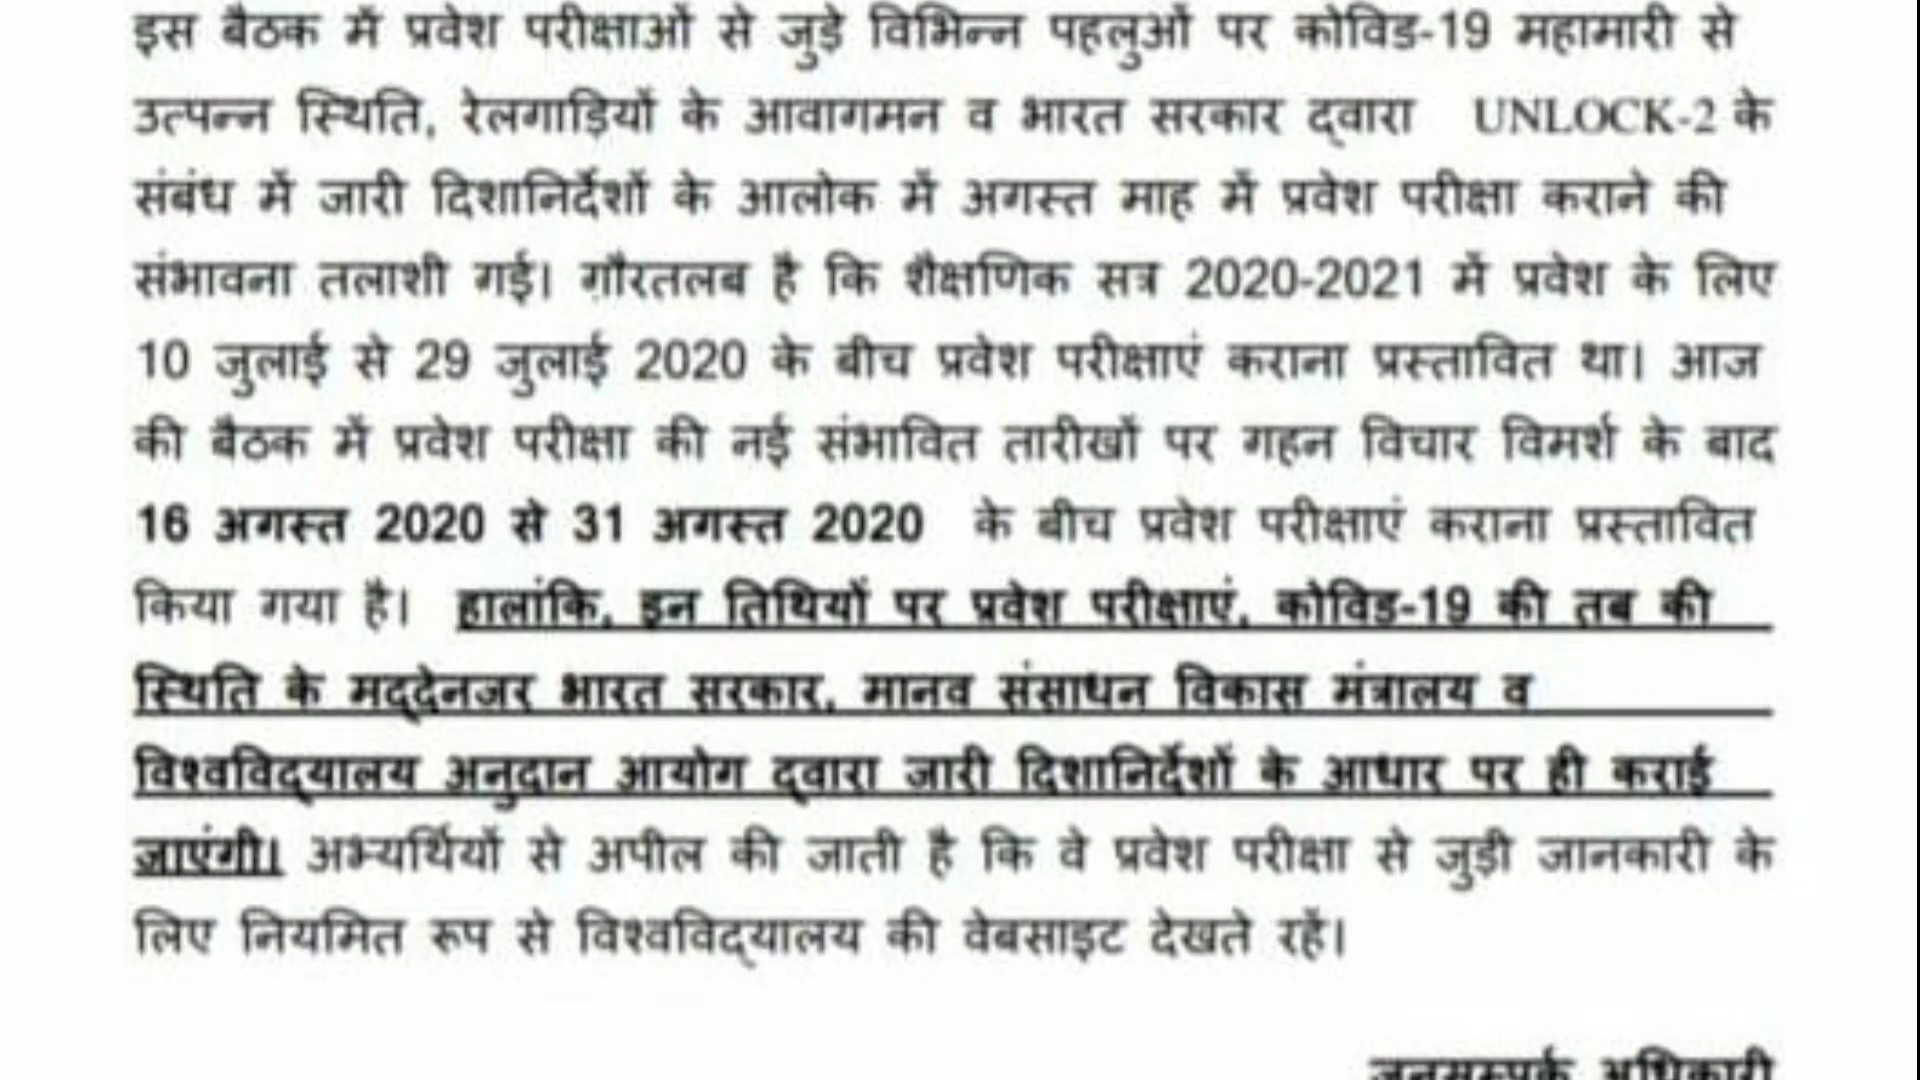 इस बैठक में प्रवेश परीक्षाओं से जुड़े विभिन्न पहलुओं पर कोविड-19 महामारी से
उत्पन्न स्थिति, रेलगाड़ियों के आवागमन व भारत सरकार द्वारा UNLOCK-2 के
संबंध में जारी दिशानिर्देशों के आलोक में अगस्त माह में प्रवेश परीक्षा कराने की
संभावना तलाशी गई। ग़ौरतलब है कि शैक्षणिक सत्र 2020-2021 में प्रवेश के लिए
10 जुलाई से 29 जुलाई 2020 के बीच प्रवेश परीक्षाएं कराना प्रस्तावित था। आज
की बैठक में प्रवेश परीक्षा की नई संभावित तारीखों पर गहन विचार विमर्श के बाद
16 अगस्त 2020 से 31 अगस्त 2020 के बीच प्रवेश परीक्षाएं कराना प्रस्तावित
किया गया है। हालांकि, इन तिथियों पर प्रवेश परीक्षाएं, कोविड-19 की तब की
स्थिति के मद्देनजर भारत सरकार, मानव संसाधन विकास मंत्रालय व
विश्वविद्यालय अनुदान आयोग द्वारा जारी दिशानिर्देशों के आधार पर ही कराई
जाएंगी। अभ्यर्थियों से अपील की जाती है कि वे प्रवेश परीक्षा से जुड़ी जानकारी के
लिए नियमित रूप से विश्वविद्यालय की वेबसाइट देखते रहें।
जनसम्पर्क अधिकारी